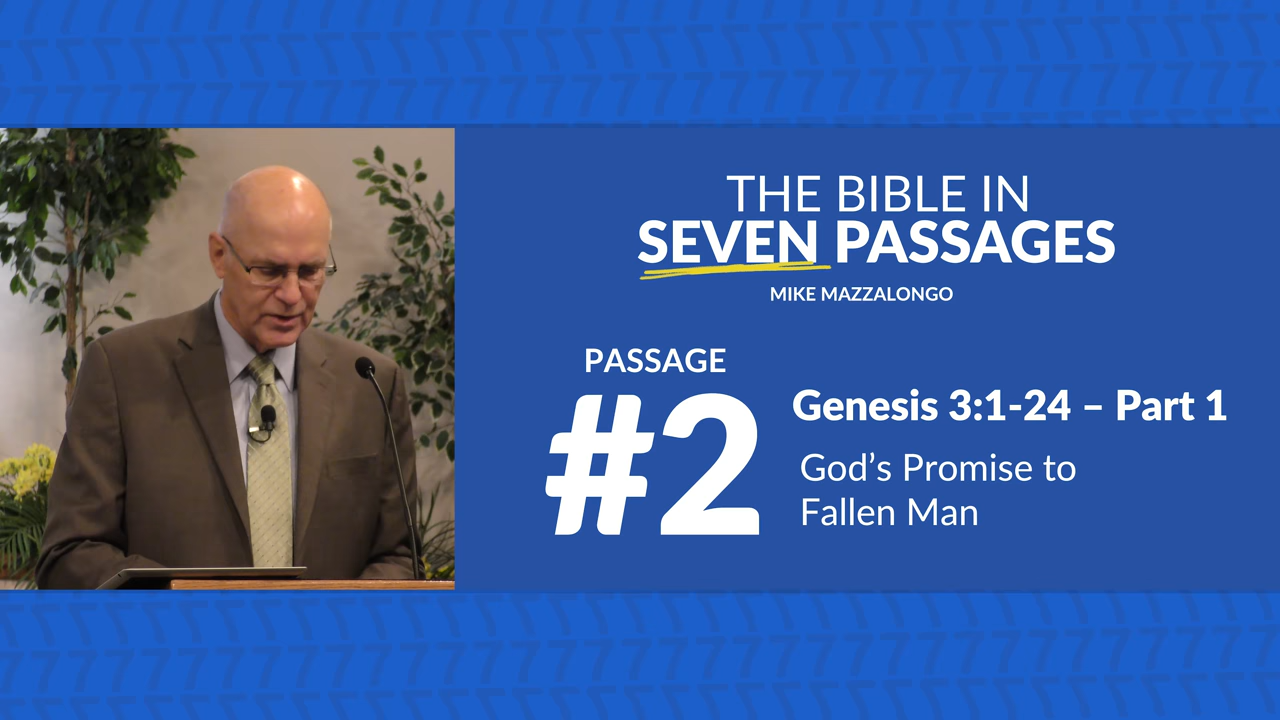 THE BIBLE IN
SEVEN PASSAGES
MIKE MAZZALONGO
PASSAGE
#2
Genesis 3:1-24 – Part 1
God’s Promise to
Fallen Man